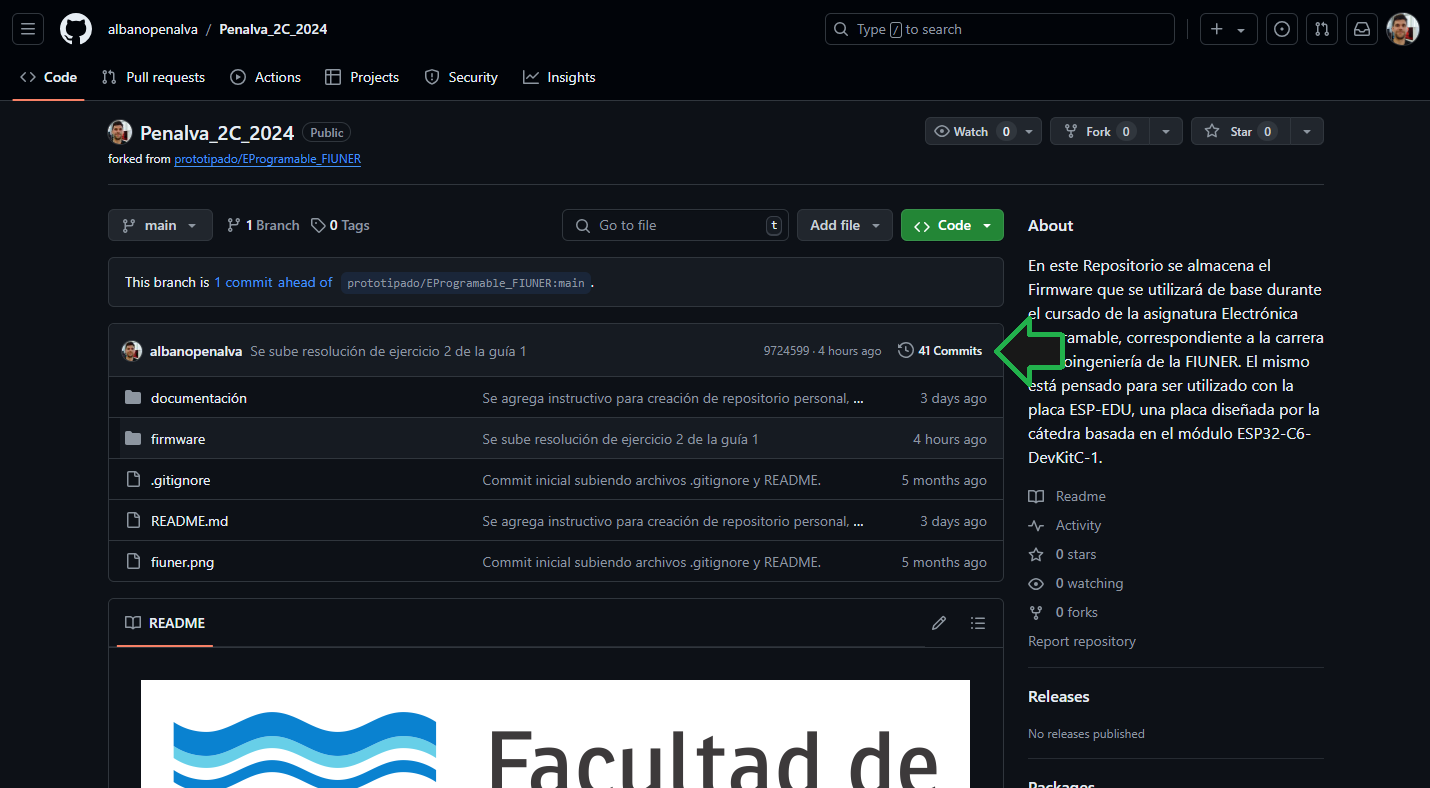 albanopenalva / Penalva_2C_2024
Type / to search
Code Pull requests Actions Projects Security Insights
Penalva_2C_2024 Public
Watch 0 Fork 0 Star 0
forked from prototipado/EProgramable_FIUNER
main 1 Branch 0 Tags Go to file t Add file Code
This branch is 1 commit ahead of prototipado/EProgramable_FIUNER:main .
albanopenalva Se sube resolución de ejercicio 2 de la guía 1 9724599 · 4 hours ago 41 Commits
documentación Se agrega instructivo para creación de repositorio personal, ... 3 days ago
firmware Se sube resolución de ejercicio 2 de la guía 1 4 hours ago
.gitignore Commit inicial subiendo archivos .gitignore y README. 5 months ago
README.md Se agrega instructivo para creación de repositorio personal, ... 3 days ago
fiuner.png Commit inicial subiendo archivos .gitignore y README. 5 months ago
README
Facultad de
About
En este Repositorio se almacena el
Firmware que se utilizará de base durante
el cursado de la asignatura Electrónica
correspondiente a la carrera
de la FIUNER. El mismo
está pensado para ser utilizado con la
placa ESP-EDU, una placa diseñada por la
cátedra basada en el módulo ESP32-C6-
DevKitC-1.
Readme
Activity
0 stars
0 watching
0 forks
Report repository
Releases
No releases published
Packages